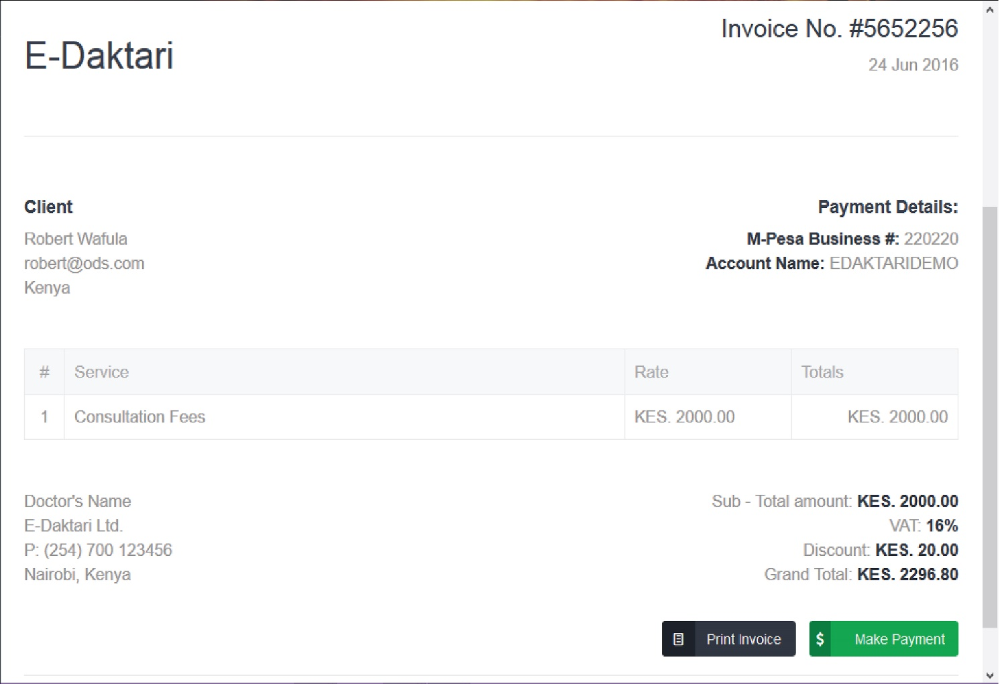 E-Daktari
Invoice No. #5652256
24 Jun 2016
Client
Robert Wafula
robert@ods.com
Kenya
Payment Details:
M-Pesa Business #: 220220
Account Name: EDAKTARIDEMO
# Service Rate Totals
1 Consultation Fees KES. 2000.00 KES. 2000.00
Doctor's Name
E-Daktari Ltd.
P: (254) 700 123456
Nairobi, Kenya
Sub - Total amount: KES. 2000.00
VAT: 16%
Discount: KES. 20.00
Grand Total: KES. 2296.80
Print Invoice
$ Make Payment